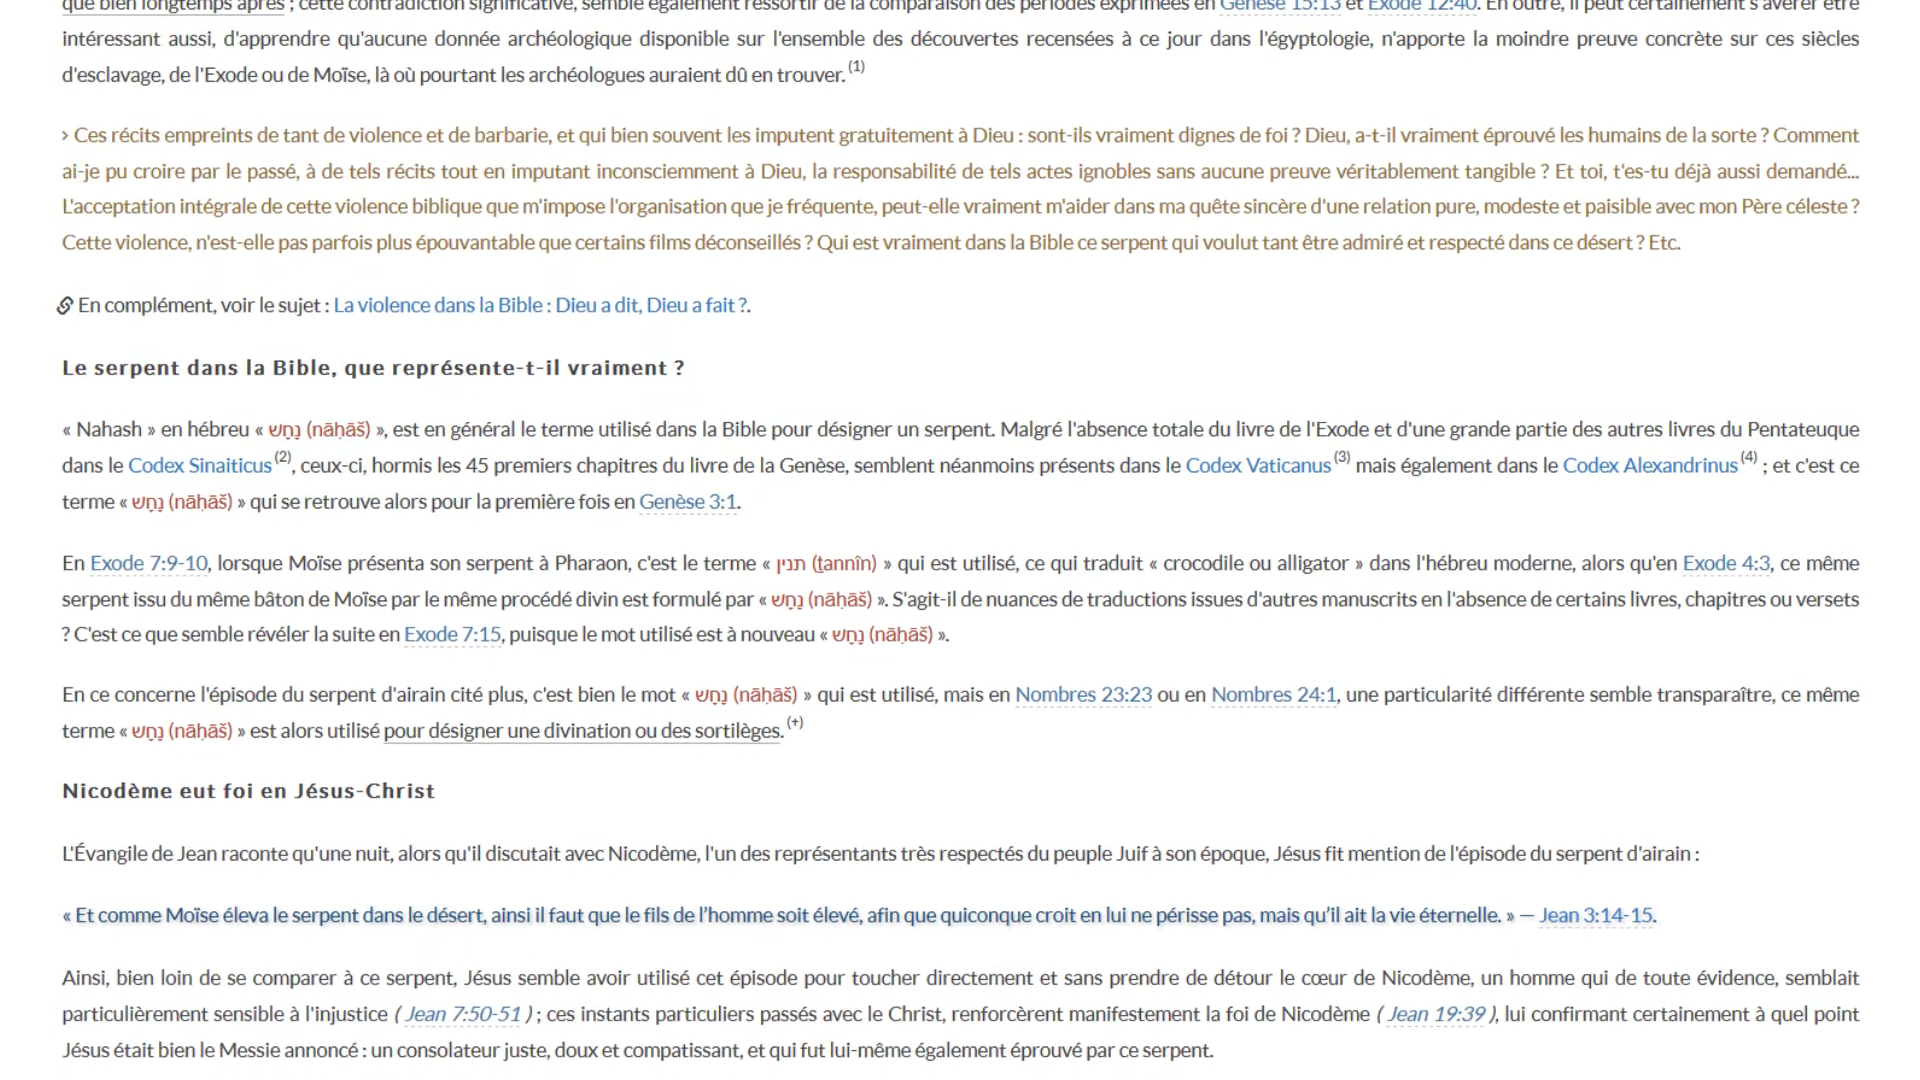 que bien longtemps après ; cette contradiction significative, semble également ressortir de la comparaison des périodes exprimées en Genèse 15:13 et Exode 12:40. En outre, il peut certainement s'avérer être
intéressant aussi, d'apprendre qu'aucune donnée archéologique disponible sur l'ensemble des découvertes recensées à ce jour dans l'égyptologie, n'apporte la moindre preuve concrète sur ces siècles
d'esclavage, de l'Exode ou de Moïse, là où pourtant les archéologues auraient dû en trouver. (1)
› Ces récits empreints de tant de violence et de barbarie, et qui bien souvent les imputent gratuitement à Dieu : sont-ils vraiment dignes de foi ? Dieu, a-t-il vraiment éprouvé les humains de la sorte ? Comment
ai-je pu croire par le passé, à de tels récits tout en imputant inconsciemment à Dieu, la responsabilité de tels actes ignobles sans aucune preuve véritablement tangible ? Et toi, t'es-tu déjà aussi demandé...
L'acceptation intégrale de cette violence biblique que m'impose l'organisation que je fréquente, peut-elle vraiment m'aider dans ma quête sincère d'une relation pure, modeste et paisible avec mon Père céleste ?
Cette violence, n'est-elle pas parfois plus épouvantable que certains films déconseillés ? Qui est vraiment dans la Bible ce serpent qui voulut tant être admiré et respecté dans ce désert ? Etc.
En complément, voir le sujet : La violence dans la Bible : Dieu a dit, Dieu a fait ?.
Le serpent dans la Bible, que représente-t-il vraiment ?
« Nahash » en hébreu « נָחָשׁ (nāḥāš) », est en général le terme utilisé dans la Bible pour désigner un serpent. Malgré l'absence totale du livre de l'Exode et d'une grande partie des autres livres du Pentateuque
dans le Codex Sinaiticus (2), ceux-ci, hormis les 45 premiers chapitres du livre de la Genèse, semblent néanmoins présents dans le Codex Vaticanus (3) mais également dans le Codex Alexandrinus (4) ; et c'est ce
terme « נָחָשׁ (nāḥāš) » qui se retrouve alors pour la première fois en Genèse 3:1.
En Exode 7:9-10, lorsque Moïse présenta son serpent à Pharaon, c'est le terme « תנין (ṯannîn) » qui est utilisé, ce qui traduit « crocodile ou alligator » dans l'hébreu moderne, alors qu'en Exode 4:3, ce même
serpent issu du même bâton de Moïse par le même procédé divin est formulé par « נָחָשׁ (nāḥāš) ». S'agit-il de nuances de traductions issues d'autres manuscrits en l'absence de certains livres, chapitres ou versets
? C'est ce que semble révéler la suite en Exode 7:15, puisque le mot utilisé est à nouveau « נָחָשׁ (nāḥāš) ».
En ce concerne l'épisode du serpent d'airain cité plus, c'est bien le mot « נָחָשׁ (nāḥāš) » qui est utilisé, mais en Nombres 23:23 ou en Nombres 24:1, une particularité différente semble transparaître, ce même
terme « נָחָשׁ (nāḥāš) » est alors utilisé pour désigner une divination ou des sortilèges. (+)
Nicodème eut foi en Jésus-Christ
L'Évangile de Jean raconte qu'une nuit, alors qu'il discutait avec Nicodème, l'un des représentants très respectés du peuple Juif à son époque, Jésus fit mention de l'épisode du serpent d'airain :
« Et comme Moïse éleva le serpent dans le désert, ainsi il faut que le fils de l’homme soit élevé, afin que quiconque croit en lui ne périsse pas, mais qu’il ait la vie éternelle. » — Jean 3:14-15.
Ainsi, bien loin de se comparer à ce serpent, Jésus semble avoir utilisé cet épisode pour toucher directement et sans prendre de détour le cœur de Nicodème, un homme qui de toute évidence, semblait
particulièrement sensible à l'injustice ( Jean 7:50-51 ) ; ces instants particuliers passés avec le Christ, renforcèrent manifestement la foi de Nicodème ( Jean 19:39 ), lui confirmant certainement à quel point
Jésus était bien le Messie annoncé : un consolateur juste, doux et compatissant, et qui fut lui-même également éprouvé par ce serpent.